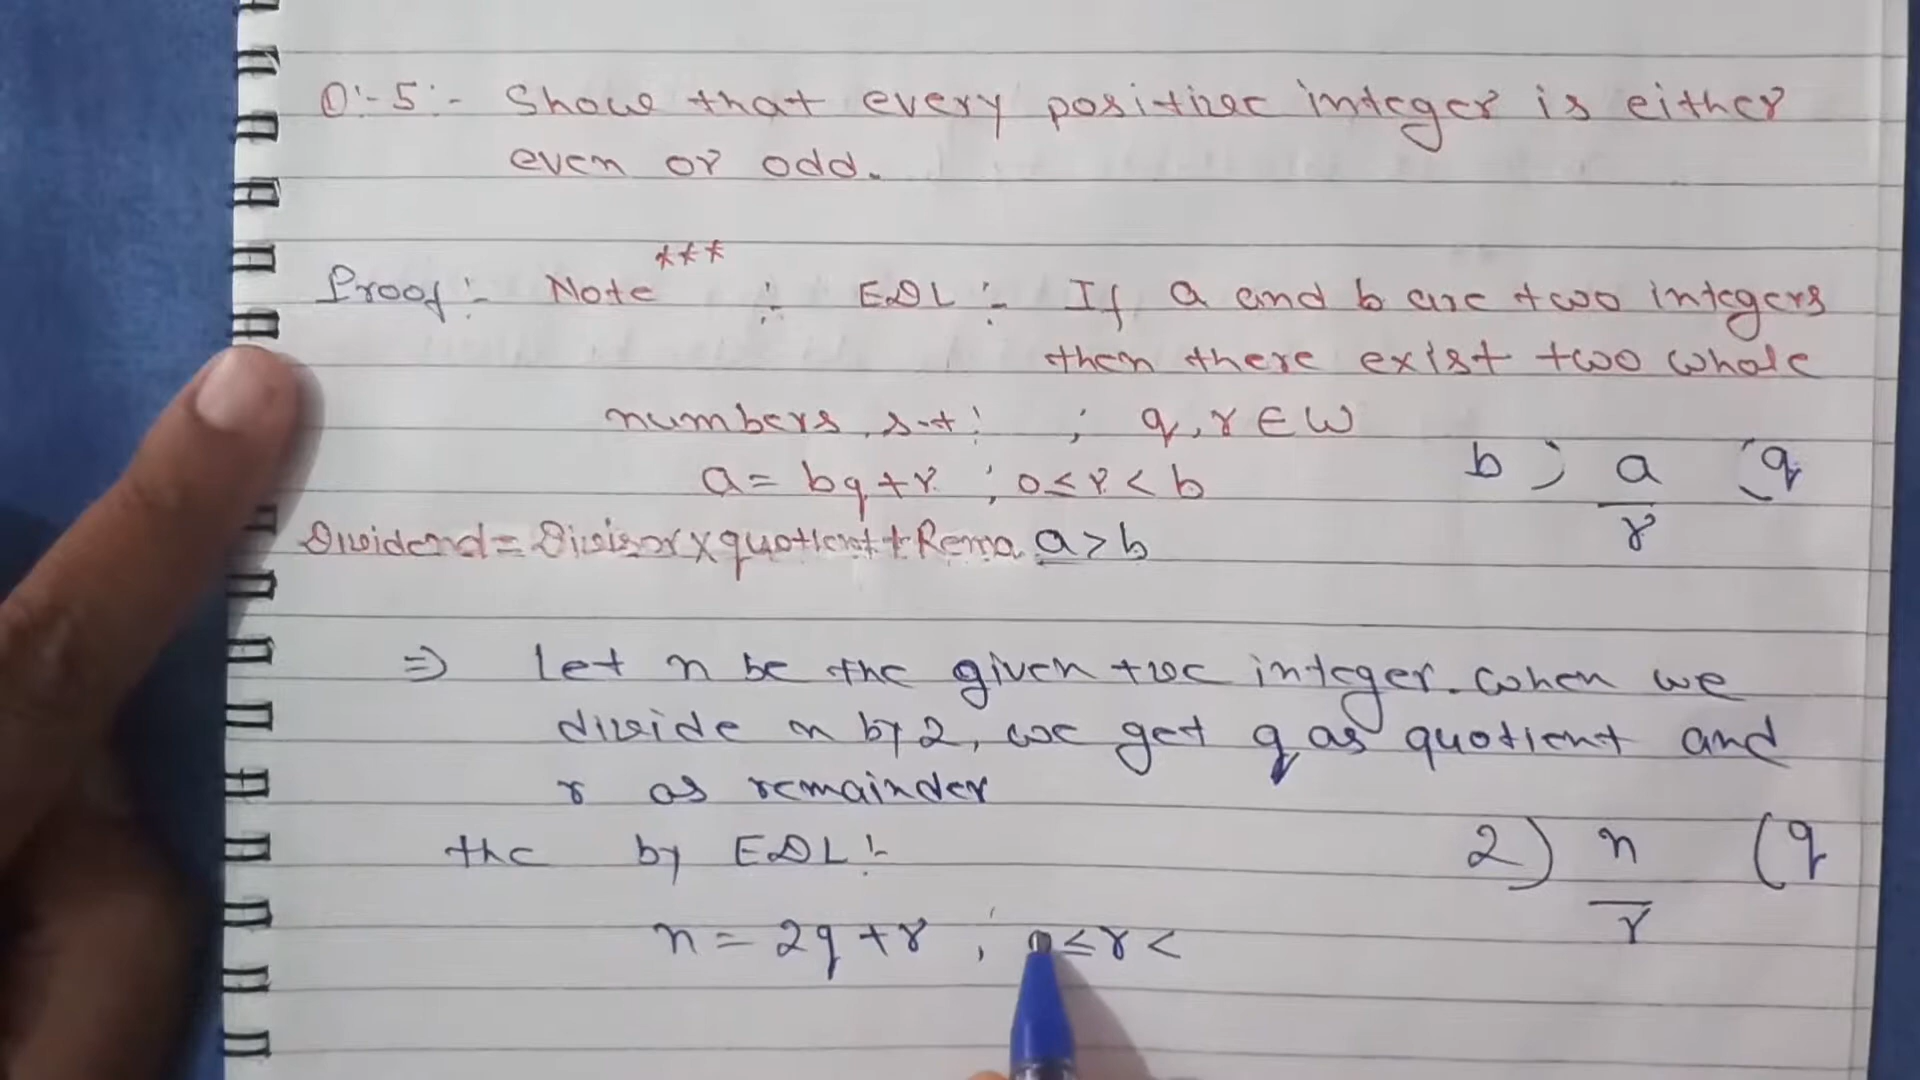 Q:-5:- Show that every positive integer is either
even or odd.
Proof:- Note *** :- EDL:- If a and b are two integers
then there exist two whole
numbers s.t: ; q, r ∈ W
a = bq + r ; 0 ≤ r < b
b ) a ( q
r
Dividend = Divisor x quotient + Rema. a > b
⇒ Let n be the given +ve integer. when we
divide n by 2, we get q as quotient and
r as remainder
the by EDL:-
2 ) n ( q
r
n = 2q + r ; 0 ≤ r <